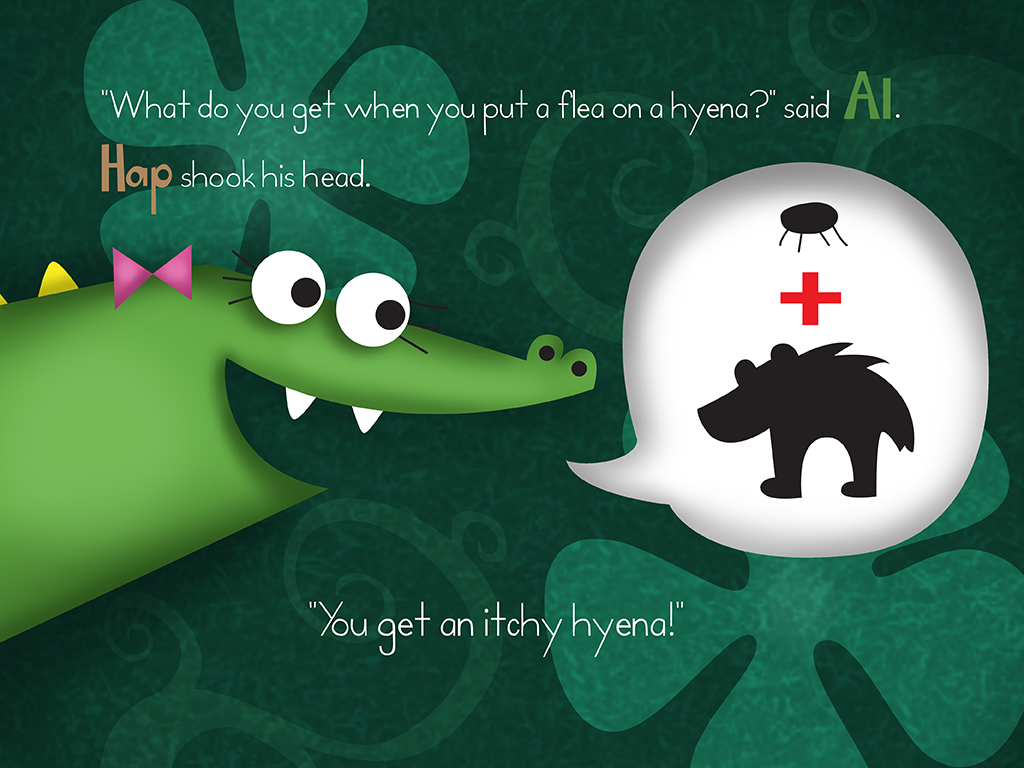 "What do you get when you put a flea on a hyena?" said Al.
Hap shook his head.
"You get an itchy hyena!"